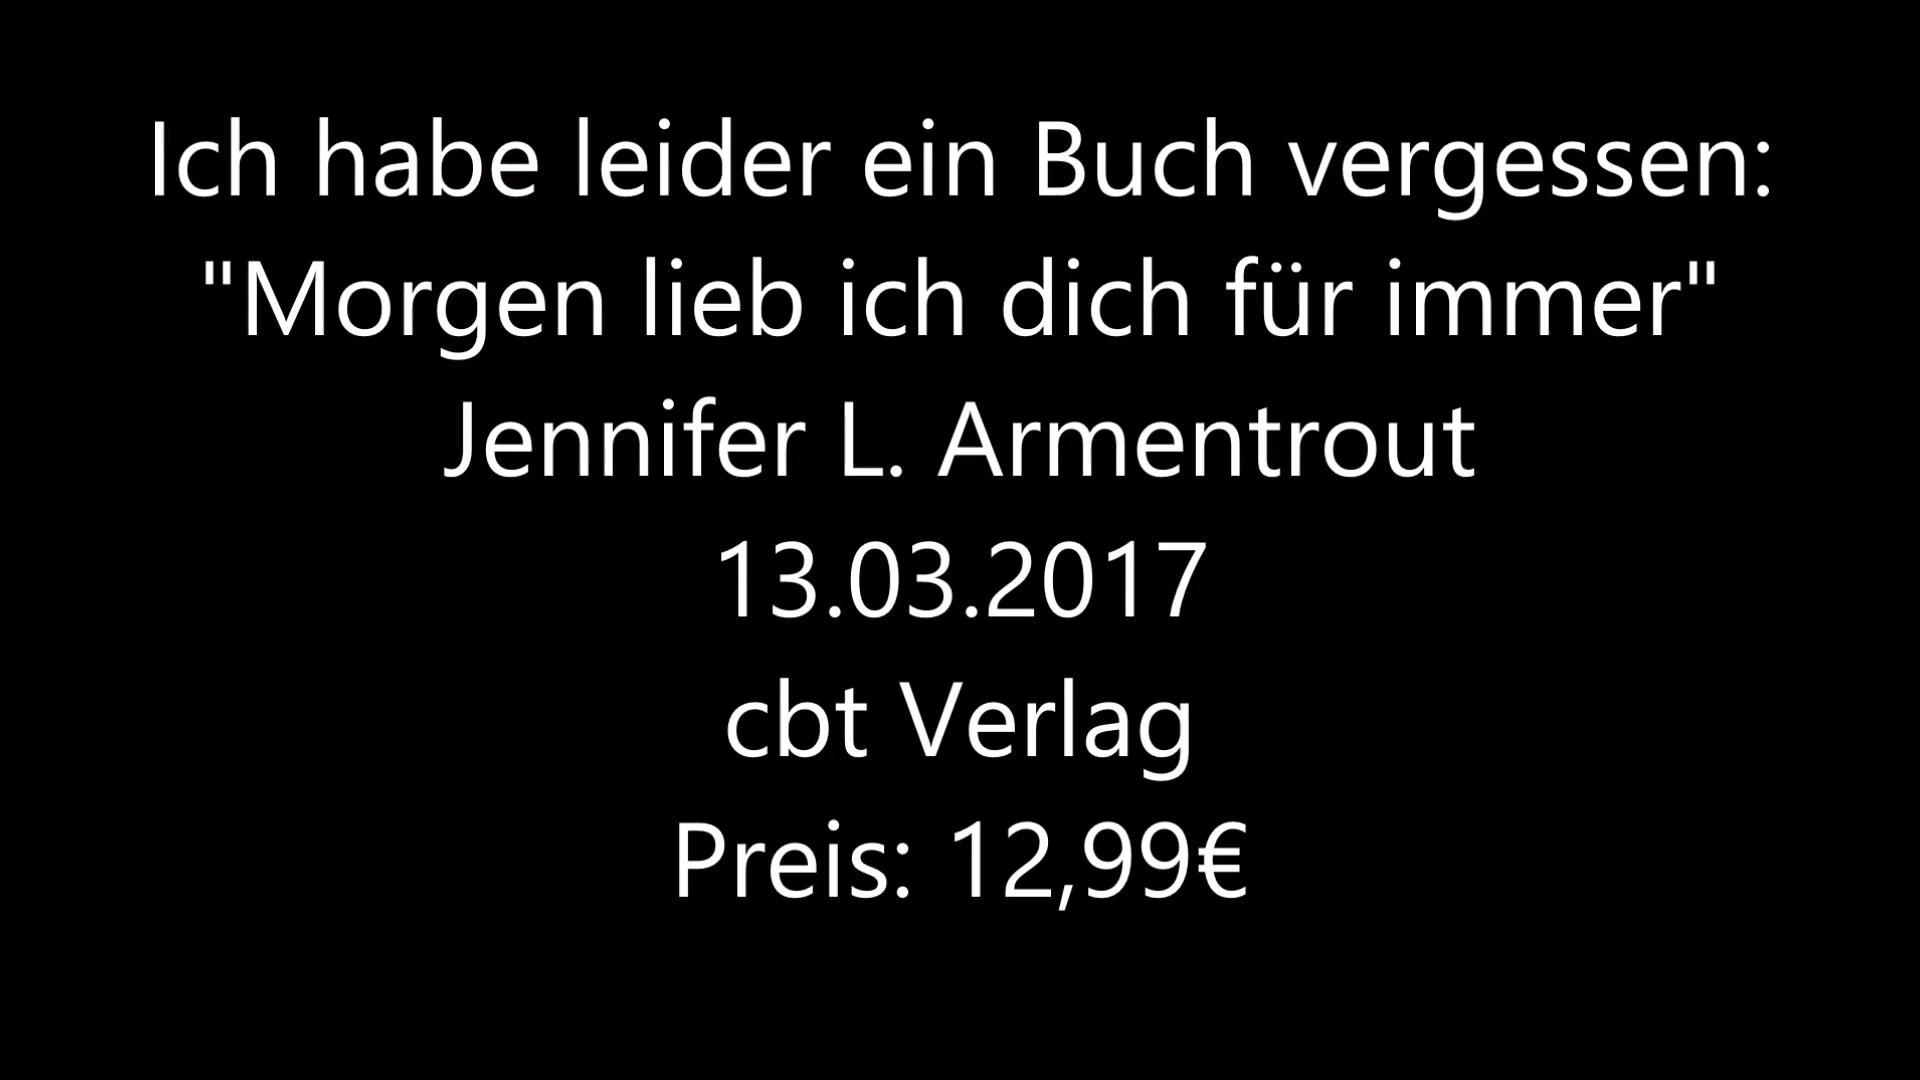 Ich habe leider ein Buch vergessen:
"Morgen lieb ich dich für immer"
Jennifer L. Armentrout
13.03.2017
cbt Verlag
Preis: 12,99€